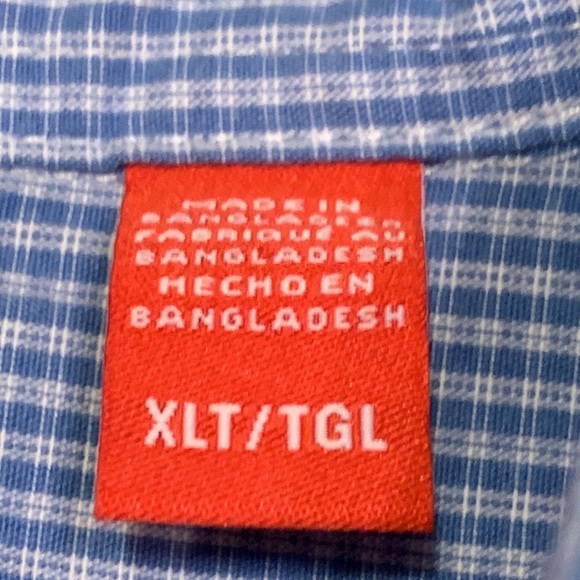 MADE IN
BANGLADESH
FABRIQUÉ AU
BANGLADESH
HECHO EN
BANGLADESH
XLT/TGL